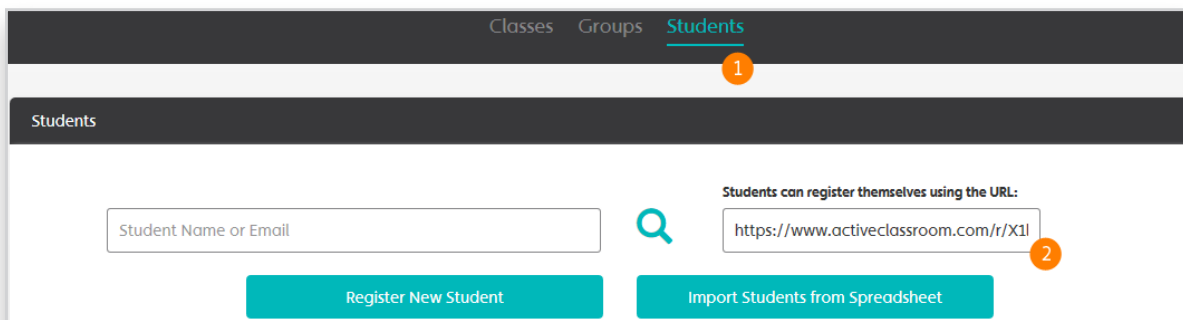 Classes Groups Students
1
Students
Students can register themselves using the URL:
Student Name or Email
https://www.activeclassroom.com/r/X1
2
Register New Student Import Students from Spreadsheet